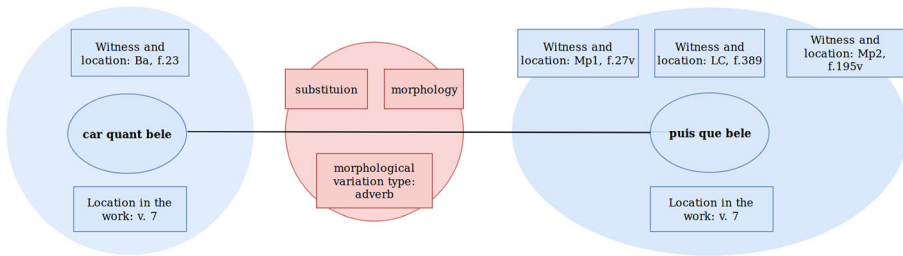 Witness and
location: Ba, f.23
car quant bele
Location in the
work: v. 7
substituion
morphology
morphological
variation type:
adverb
Witness and
location: Mp1, f.27v
Witness and
location: LC, f.389
Witness and
location: Mp2,
f.195v
puis que bele
Location in the
work: v. 7